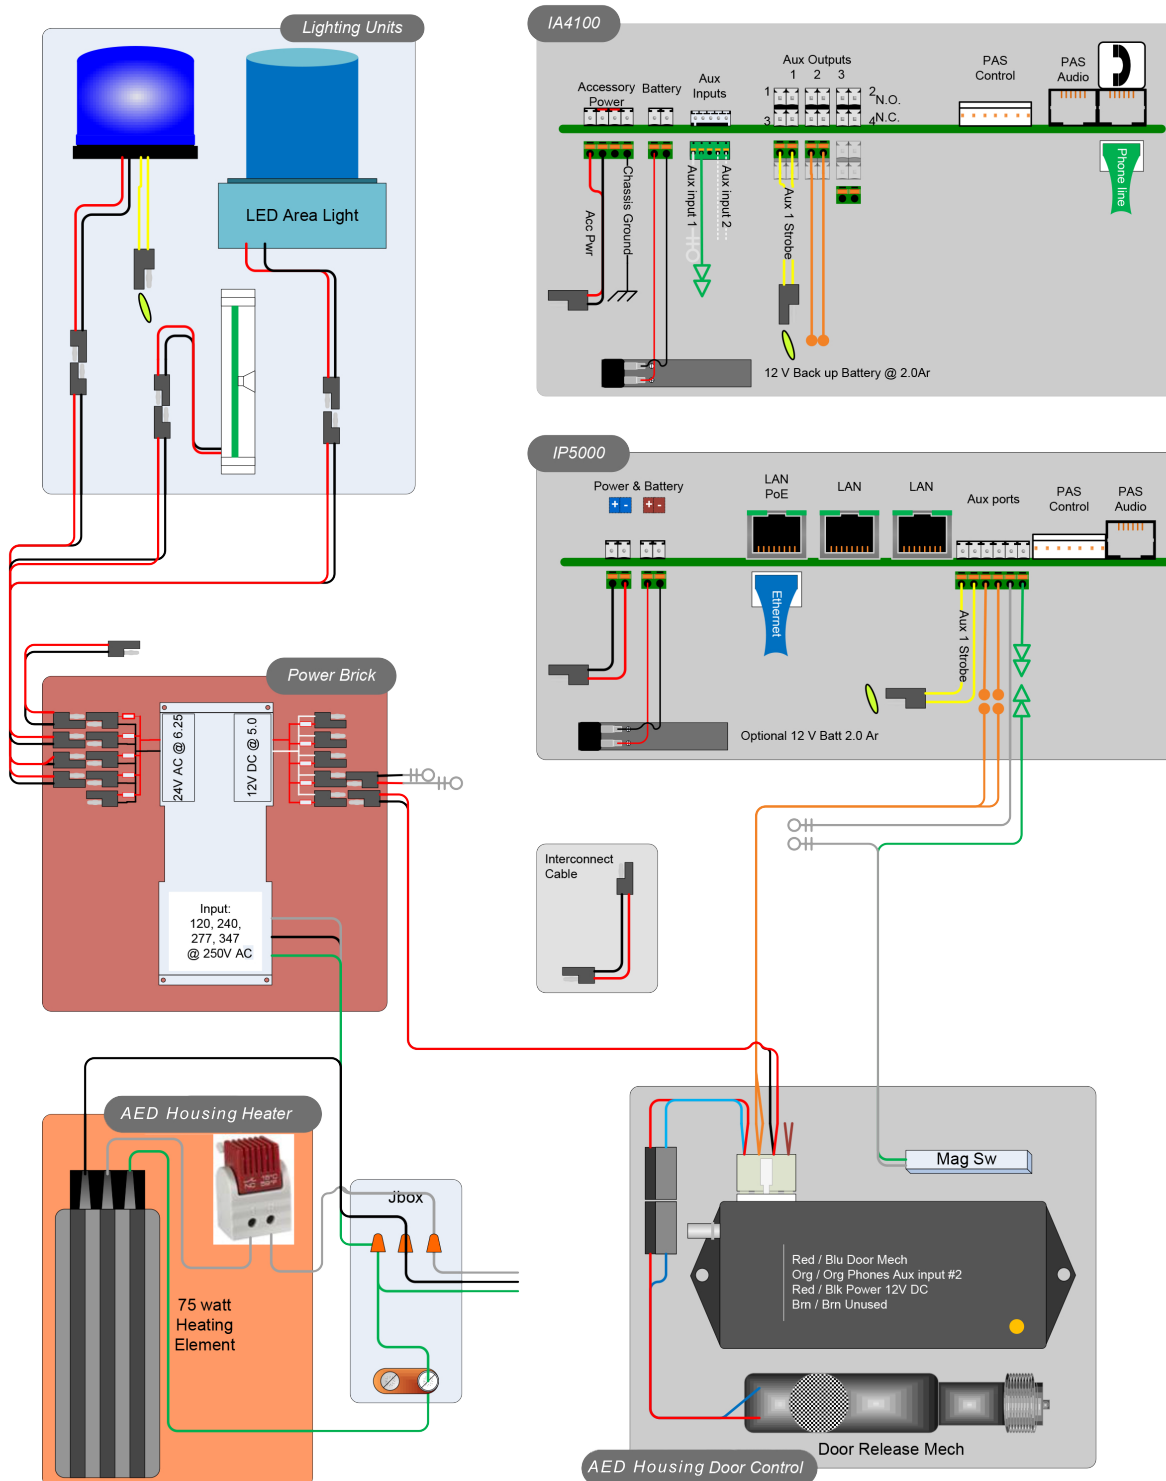 Lighting Units
LED Area Light
IA4100
Accessory
Power
Battery
Aux
Inputs
Aux Outputs
1 2 3
1
3
2
N.O.
4
N.C.
PAS
Control
PAS
Audio
Phone line
Acc Pwr
Chassis Ground
Aux input 1
Aux input 2
Aux 1 Strobe
12 V Back up Battery @ 2.0Ar
IP5000
Power & Battery
+ -
+ -
LAN
PoE
LAN
LAN
Aux ports
PAS
Control
PAS
Audio
Ethernet
Aux 1 Strobe
Optional 12 V Batt 2.0 Ar
Power Brick
24V AC @ 6.25
12V DC @ 5.0
Input:
120, 240,
277, 347
@ 250V AC
Interconnect
Cable
AED Housing Heater
75 watt
Heating
Element
Jbox
Mag Sw
Red / Blu Door Mech
Org / Org Phones Aux input #2
Red / Blk Power 12V DC
Brn / Brn Unused
Door Release Mech
AED Housing Door Control